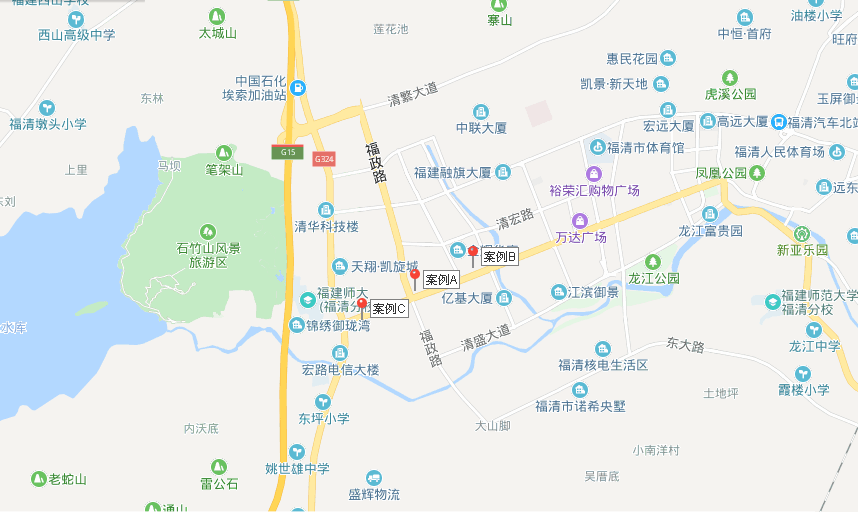 福建西山学校
西山高级中学
太城山
莲花池
寨山
中恒·首府
油楼小学
旺府
惠民花园
凯景·新天地
虎溪公园
玉屏御
中国石化
埃索加油站
清繁大道
东林
福清墩头小学
中联大厦
宏远大厦
高远大厦
福清汽车北站
G15
G324
福政路
福清市体育馆
福清人民体育场
上里
马坝
笔架山
福建融旗大厦
裕荣汇购物广场
凤凰公园
远东
东刘
清华科技楼
清宏路
万达广场
龙江富贵园
石竹山风景
旅游区
新亚乐园
案例B
天翔·凯旋城
案例A
龙江公园
福建师大
(福清分校
案例C
亿基大厦
江滨御景
福建师范大学
福清分校
水库
锦绣御珑湾
福政路
清盛大道
东大路
龙江中学
宏路电信大楼
福清核电生活区
霞楼小学
东坪小学
福清市诺希央墅
土地坪
内沃底
大山脚
小南洋村
姚世雄中学
老蛇山
雷公石
吴厝底
盛辉物流
通山